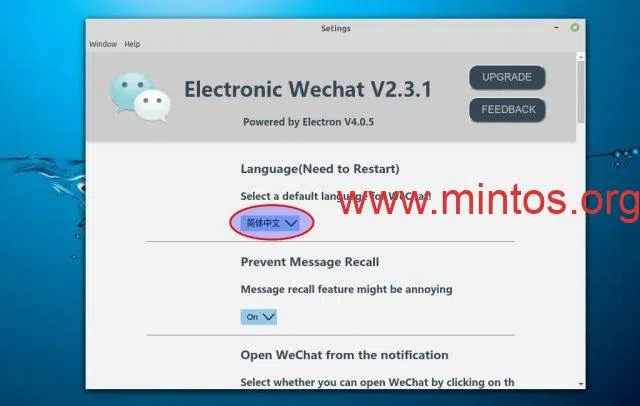 Setings
Window Help
Electronic Wechat V2.3.1
UPGRADE
FEEDBACK
Powered by Electron V4.0.5
Language(Need to Restart)
Select a default language for WeChat!
www.mintos.org
简体中文
Prevent Message Recall
Message recall feature might be annoying
On
Open WeChat from the notification
Select whether you can open WeChat by clicking on th